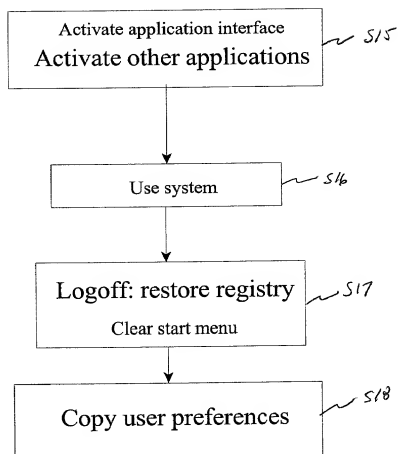 Activate application interface
Activate other applications
S15
Use system
S16
Logoff: restore registry
S17
Clear start menu
Copy user preferences
S18